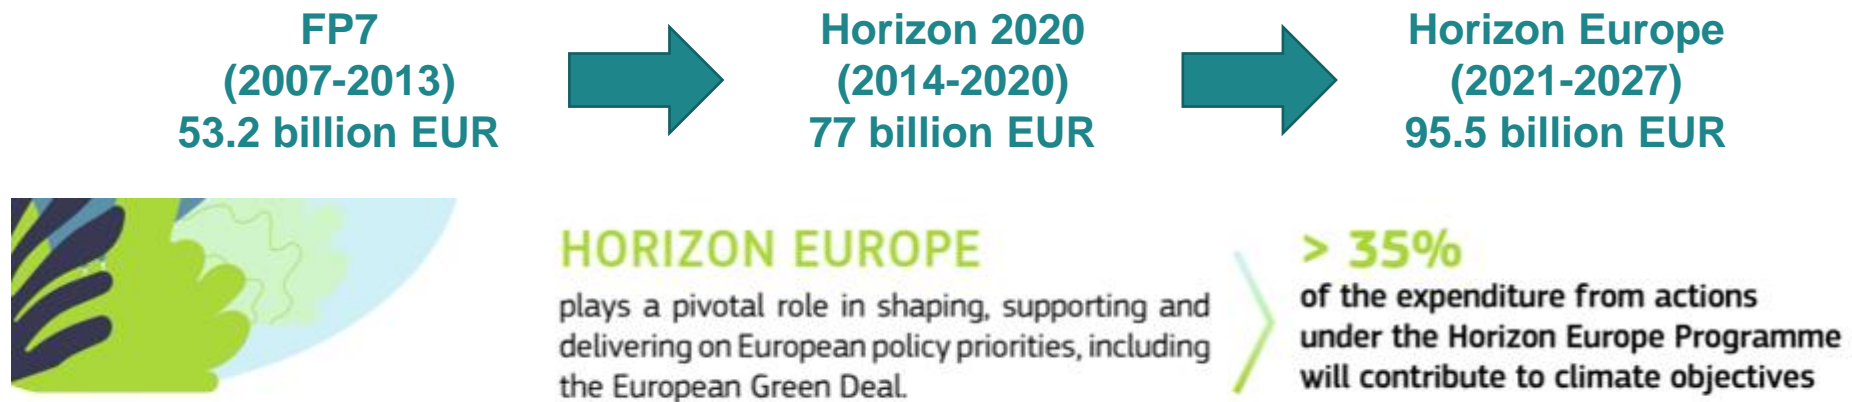 FP7
(2007-2013)
53.2 billion EUR
Horizon 2020
(2014-2020)
77 billion EUR
Horizon Europe
(2021-2027)
95.5 billion EUR
HORIZON EUROPE
plays a pivotal role in shaping, supporting and
delivering on European policy priorities, including
the European Green Deal.
> 35%
of the expenditure from actions
under the Horizon Europe Programme
will contribute to climate objectives